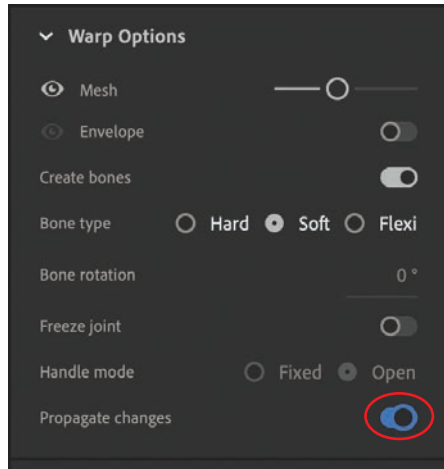 Warp Options
Mesh
Envelope
Create bones
Bone type Hard Soft Flexi
Bone rotation 0 °
Freeze joint
Handle mode Fixed Open
Propagate changes